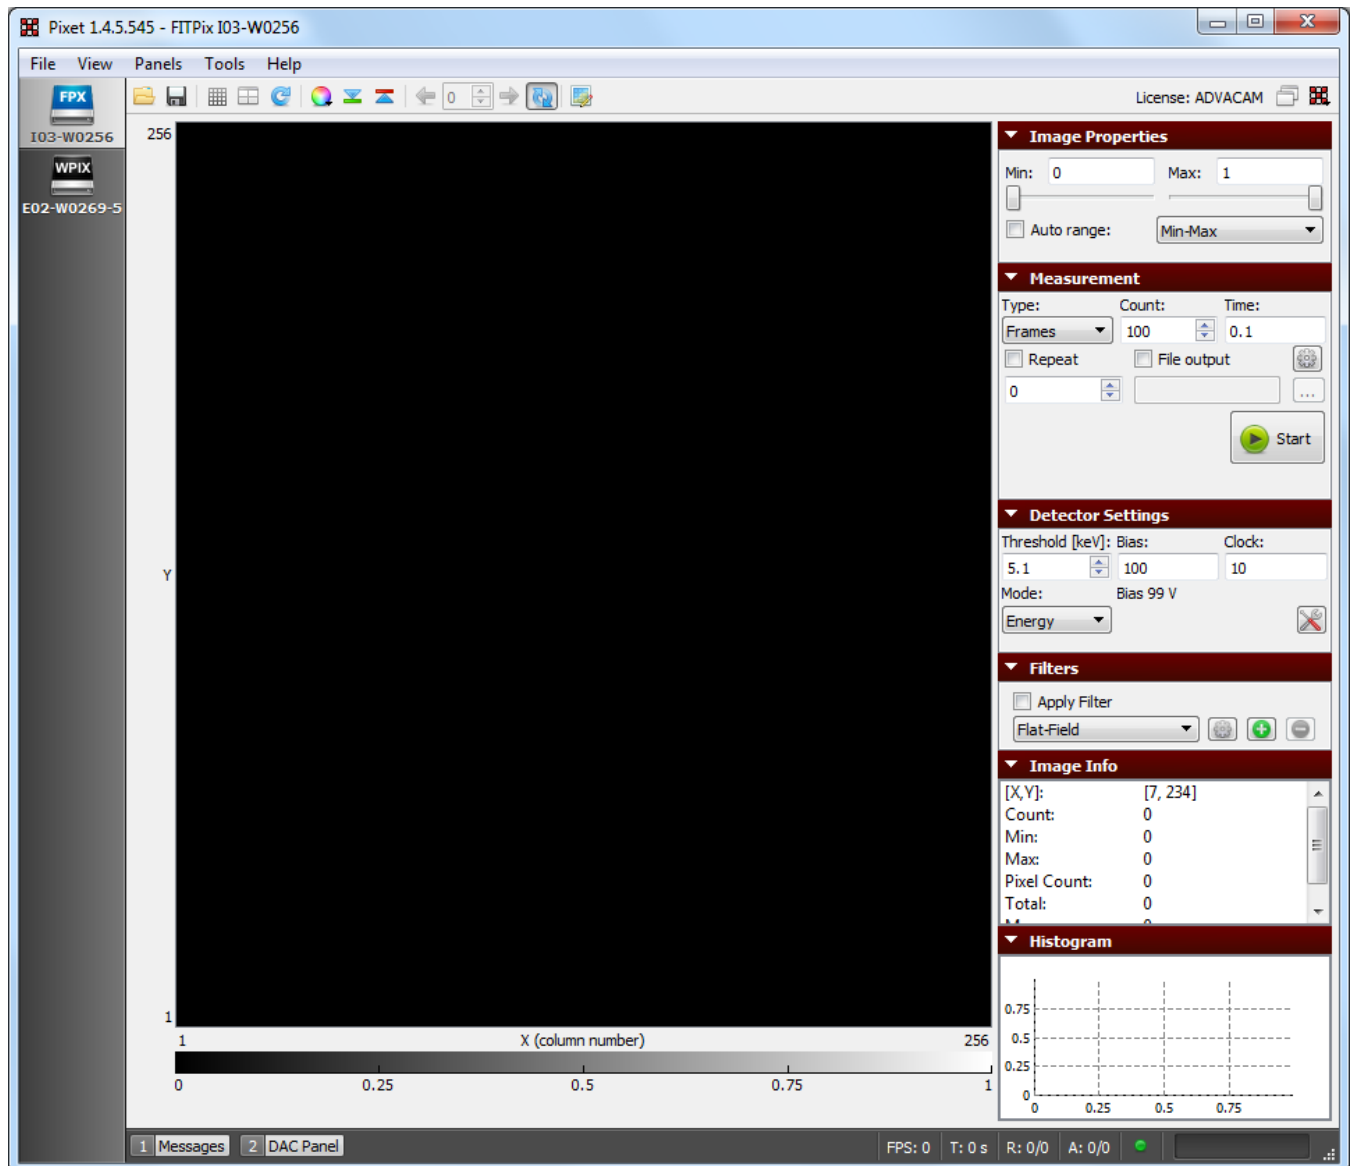 Pixet 1.4.5.545 - FITPix I03-W0256
File View Panels Tools Help
FPX
I03-W0256
WPIX
E02-W0269-5
0
License: ADVACAM
256
Y
1
1 X (column number) 256
0 0.25 0.5 0.75 1
Image Properties
Min: 0 Max: 1
Auto range: Min-Max
Measurement
Type: Count: Time:
Frames 100 0.1
Repeat File output
0 ...
Start
Detector Settings
Threshold [keV]: Bias: Clock:
5.1 100 10
Mode: Bias 99 V
Energy
Filters
Apply Filter
Flat-Field
Image Info
[X,Y]: [7, 234]
Count: 0
Min: 0
Max: 0
Pixel Count: 0
Total: 0
Histogram
0.75
0.5
0.25
0
0 0.25 0.5 0.75
1 Messages 2 DAC Panel FPS: 0 T: 0 s R: 0/0 A: 0/0